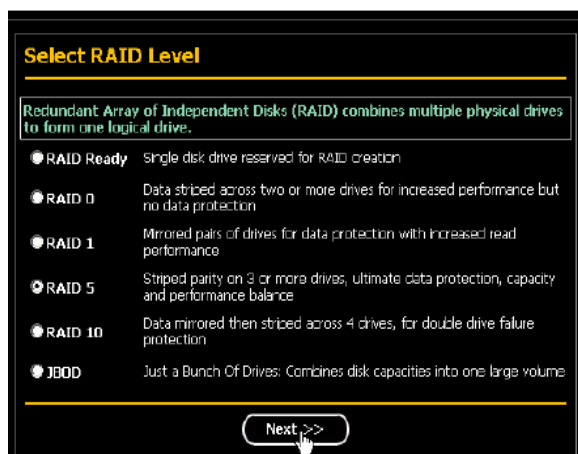 Select RAID Level
Redundant Array of Independent Disks (RAID) combines multiple physical drives
to form one logical drive.
RAID Ready Single disk drive reserved for RAID creation
RAID 0 Data striped across two or more drives for increased performance but
no data protection
RAID 1 Mirrored pairs of drives for data protection with increased read
performance
RAID 5 Striped parity on 3 or more drives, ultimate data protection, capacity
and performance balance
RAID 10 Data mirrored then striped across 4 drives, for double drive failure
protection
JBOD Just a Bunch Of Drives: Combines disk capacities into one large volume
Next >>